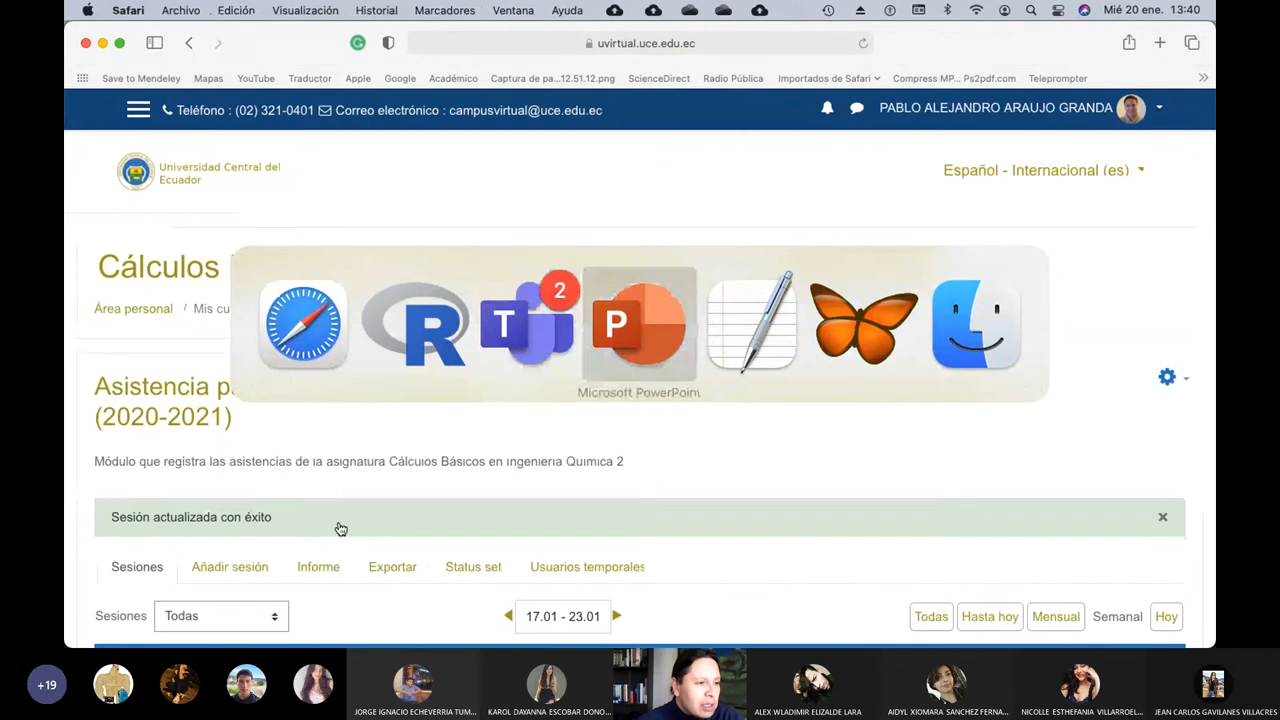 Safari Archivo Edición Visualización Historial Marcadores Ventana Ayuda Mié 20 ene. 13:40
uvirtual.uce.edu.ec
Save to Mendeley Mapas YouTube Traductor Apple Google Académico Captura de pa...12.51.12.png ScienceDirect Radio Pública Importados de Safari Compress MP... Ps2pdf.com Teleprompter
Teléfono : (02) 321-0401 Correo electrónico : campusvirtual@uce.edu.ec PABLO ALEJANDRO ARAUJO GRANDA
Universidad Central del
Ecuador
Español - Internacional (es)
Cálculos
Área personal / Mis cu
2
R T P
Microsoft PowerPoint
Asistencia p
(2020-2021)
Módulo que registra las asistencias de la asignatura Cálculos Básicos en Ingeniería Química 2
Sesión actualizada con éxito ×
Sesiones Añadir sesión Informe Exportar Status set Usuarios temporales
Sesiones Todas 17.01 - 23.01 Todas Hasta hoy Mensual Semanal Hoy
+19 JORGE IGNACIO ECHEVERRIA TUM... KAROL DAYANNA ESCOBAR DONO... ALEX WLADIMIR ELIZALDE LARA AIDYL XIOMARA SANCHEZ FERNA... NICOLLE ESTHEFANIA VILLARROEL... JEAN CARLOS GAVILANES VILLACRES